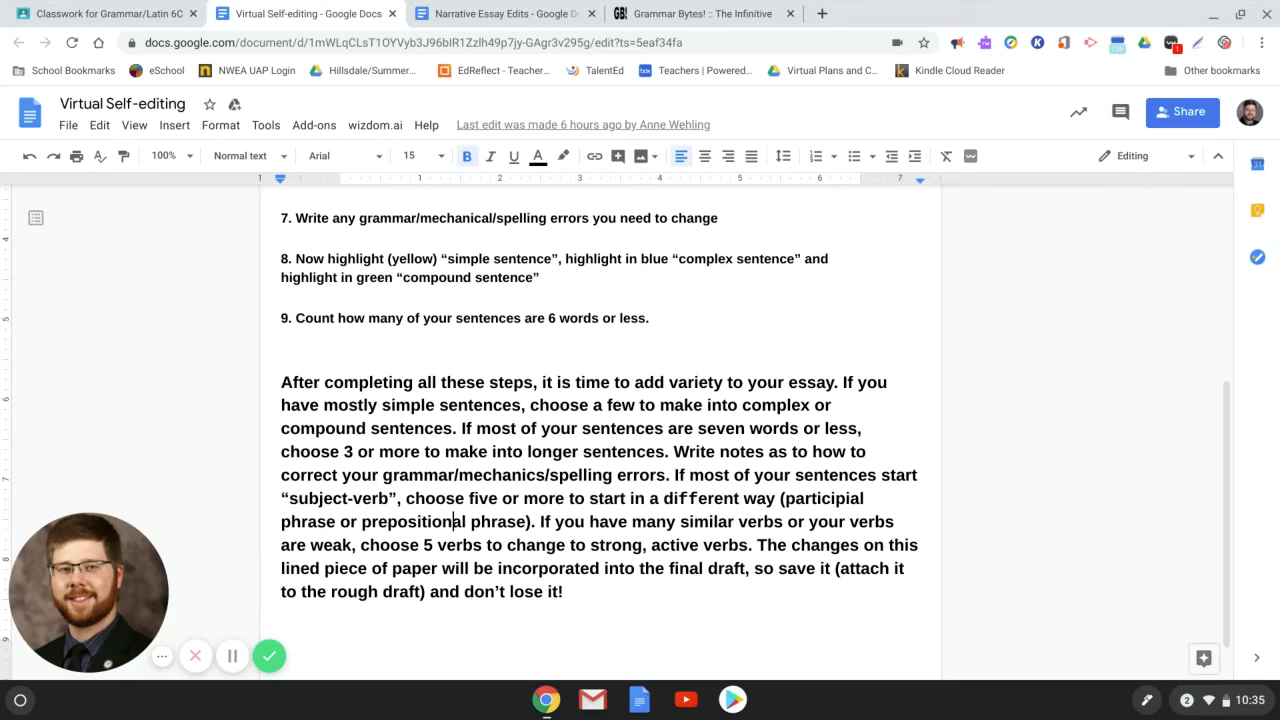 Classwork for Grammar/Latin 6C
Virtual Self-editing - Google Docs
Narrative Essay Edits - Google D
GB! Grammar Bytes! :: The Infinitive
docs.google.com/document/d/1mWLqCLsT1OYVyb3J96bIR17zlh49p7jy-GAgr3v295g/edit?ts=5eaf34fa
School Bookmarks
eSchool
NWEA UAP Login
Hillsdale/Summer...
EdReflect - Teacher...
TalentEd
Teachers | Powered...
Virtual Plans and C...
Kindle Cloud Reader
Other bookmarks
Virtual Self-editing
File Edit View Insert Format Tools Add-ons wizdom.ai Help
Last edit was made 6 hours ago by Anne Wehling
Share
100% Normal text Arial 15 B I U A Editing
1 1 2 3 4 5 6 7
7. Write any grammar/mechanical/spelling errors you need to change
8. Now highlight (yellow) “simple sentence”, highlight in blue “complex sentence” and
highlight in green “compound sentence”
9. Count how many of your sentences are 6 words or less.
After completing all these steps, it is time to add variety to your essay. If you
have mostly simple sentences, choose a few to make into complex or
compound sentences. If most of your sentences are seven words or less,
choose 3 or more to make into longer sentences. Write notes as to how to
correct your grammar/mechanics/spelling errors. If most of your sentences start
“subject-verb”, choose five or more to start in a different way (participial
phrase or prepositional phrase). If you have many similar verbs or your verbs
are weak, choose 5 verbs to change to strong, active verbs. The changes on this
lined piece of paper will be incorporated into the final draft, so save it (attach it
to the rough draft) and don’t lose it!
2 10:35